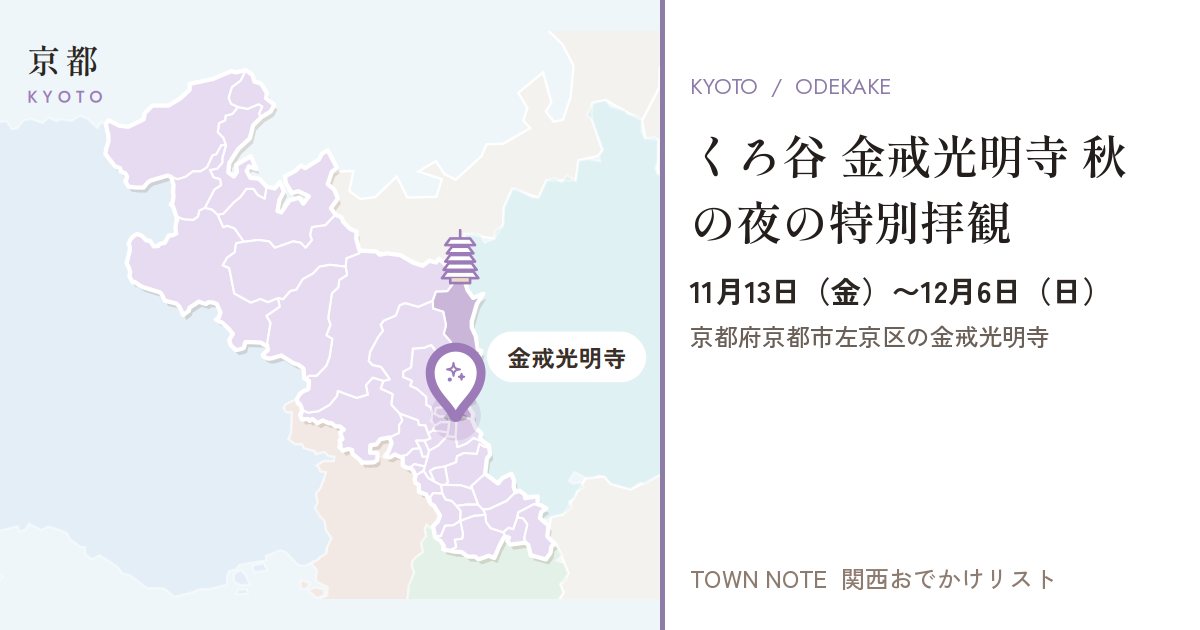 京都
KYOTO
金戒光明寺
KYOTO / ODEKAKE
くろ谷 金戒光明寺 秋
の夜の特別拝観
11月13日（金）〜12月6日（日）
京都府京都市左京区の金戒光明寺
TOWN NOTE 関西おでかけリスト